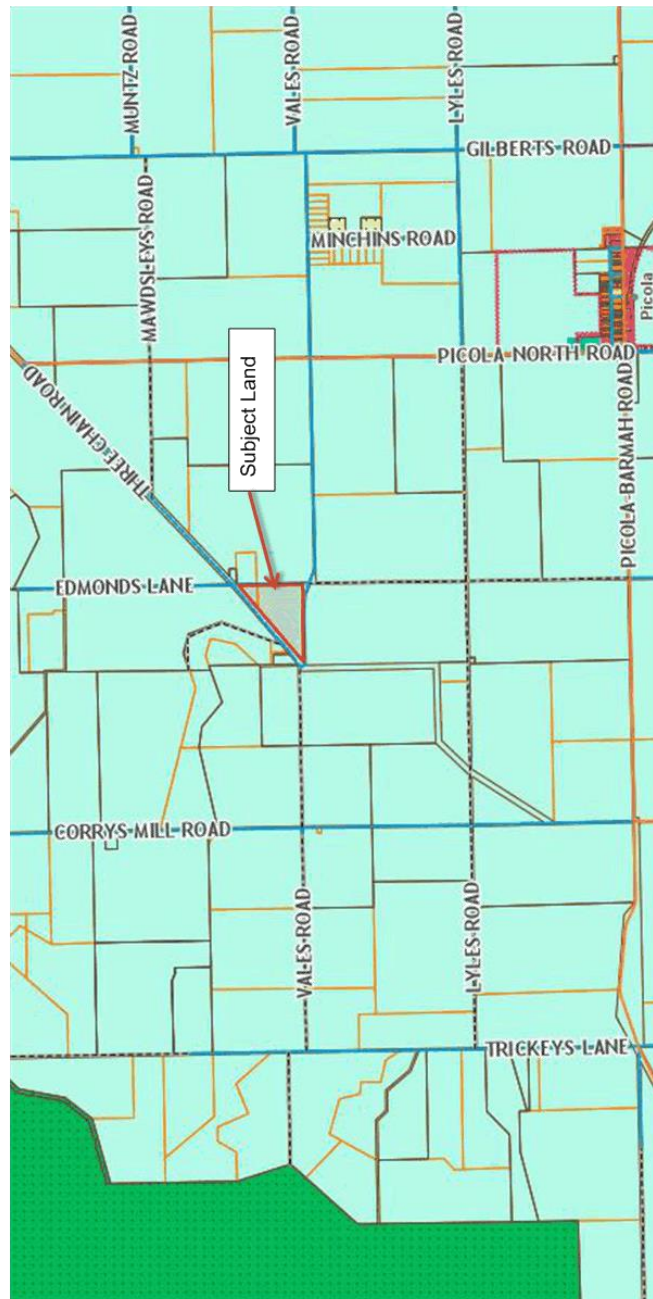 MUNTZ ROAD
VALES ROAD
LYLES ROAD
GILBERTS ROAD
MAWDSLEYS ROAD
MINCHINS ROAD
Picola
PICOLA NORTH ROAD
THREE CHAIN ROAD
Subject Land
PICOLA-BARMAH ROAD
EDMONDS LANE
CORRYS MILL ROAD
VALES ROAD
LYLES ROAD
TRICKEYS LANE